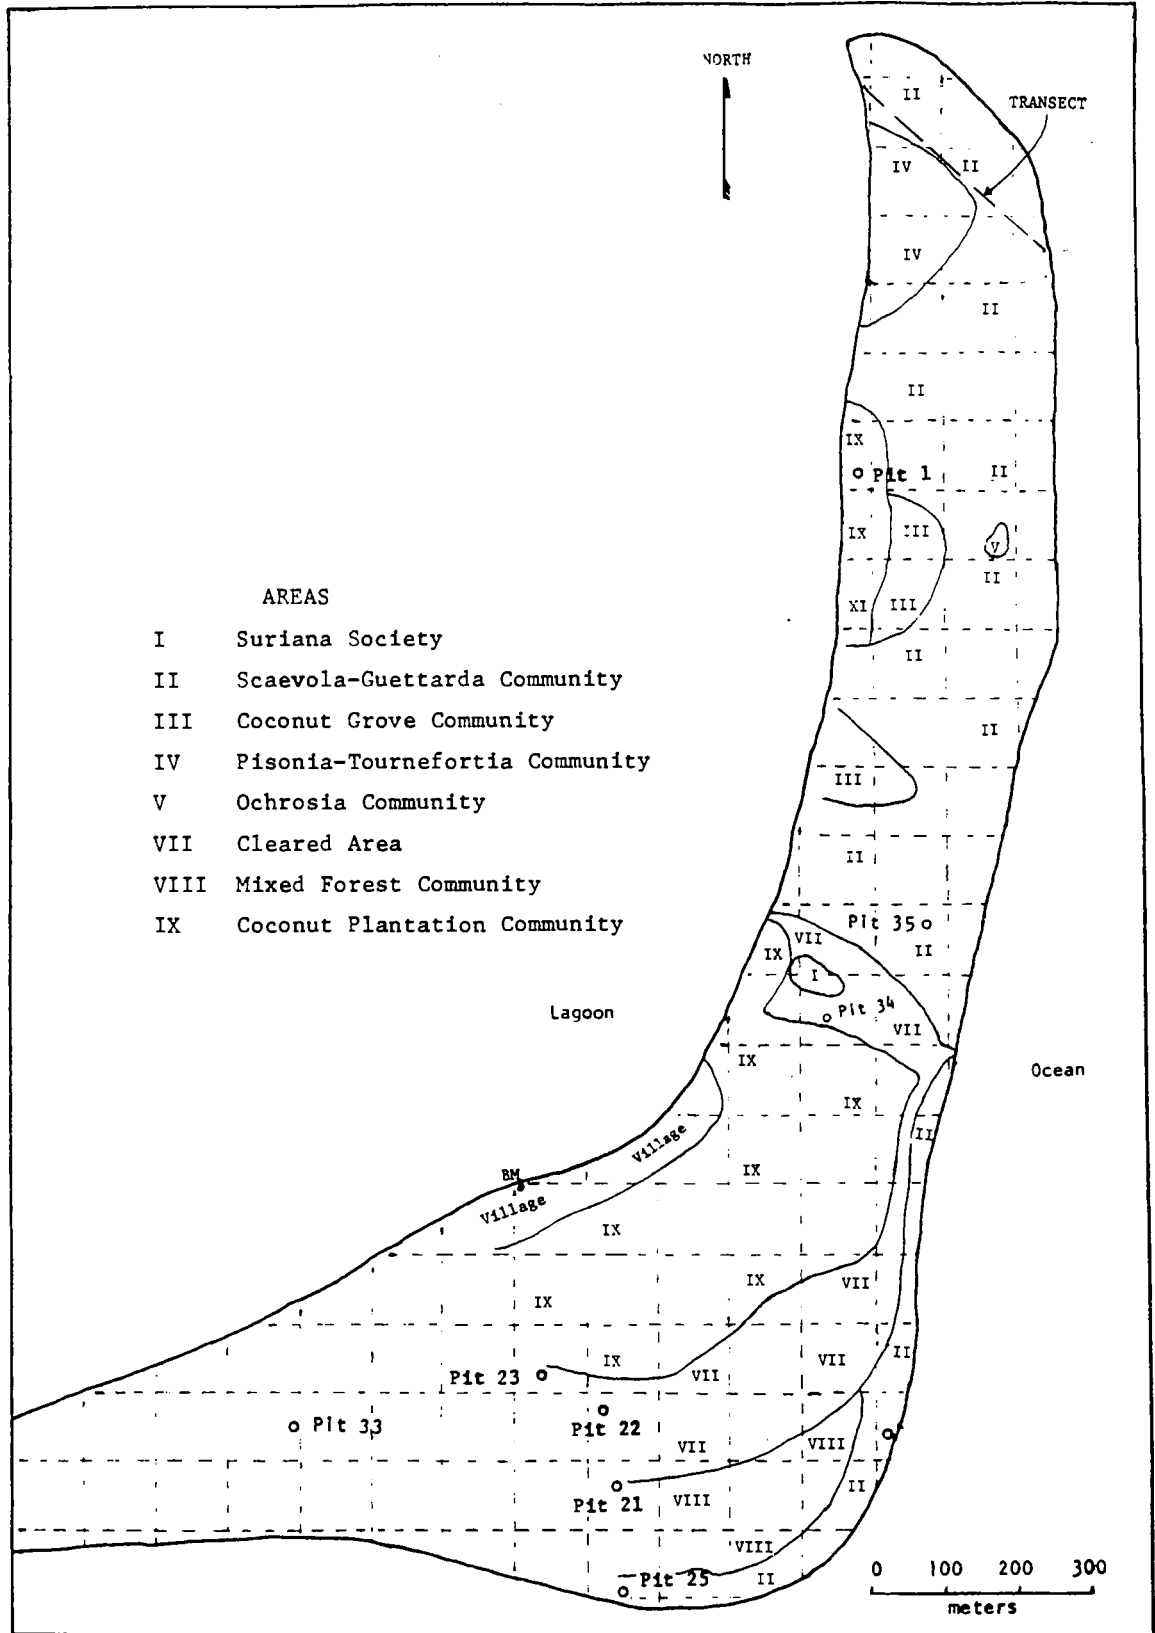 NORTH
II
TRANSECT
IV
II
IV
II
II
IX
Pit 1
II
IX
III
V
II
XI
III
II
II
III
II
Pit 35
VII
IX
II
I
Pit 34
VII
Lagoon
IX
Ocean
IX
II
Village
BM
IX
Village
IX
IX
VII
IX
II
VII
IX
VII
Pit 23
Pit 33
Pit 22
VII
VIII
II
Pit 21
VIII
VIII
Pit 25
II
AREAS
I Suriana Society
II Scaevola-Guettarda Community
III Coconut Grove Community
IV Pisonia-Tournefortia Community
V Ochrosia Community
VII Cleared Area
VIII Mixed Forest Community
IX Coconut Plantation Community
0 100 200 300
meters